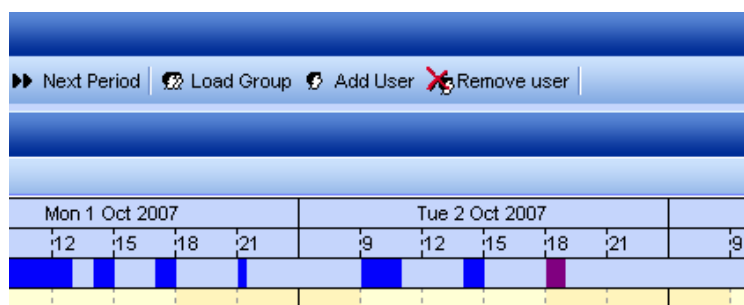 Next Period Load Group Add User Remove user
Mon 1 Oct 2007 Tue 2 Oct 2007
12 15 18 21 9 12 15 18 21 9